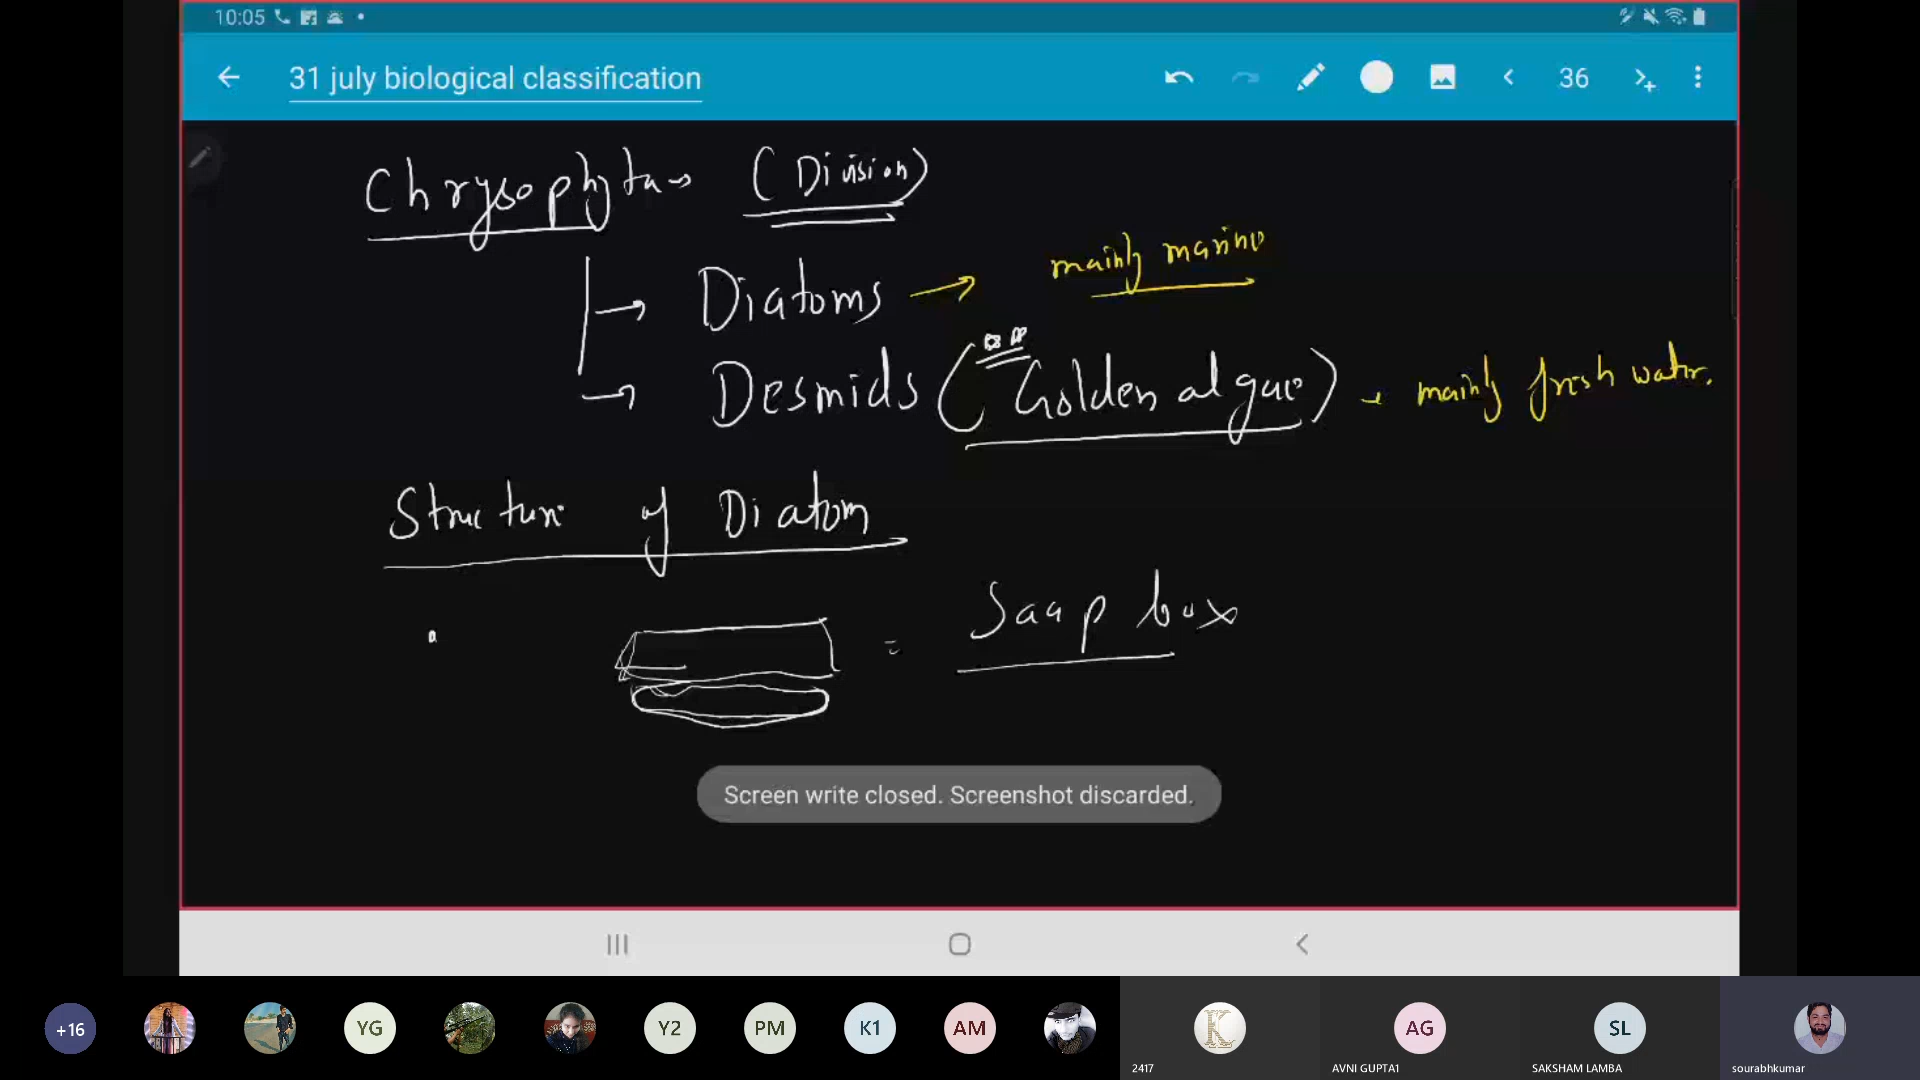 10:05
31 july biological classification
36
Chrysophyta → (Division)
→ Diatoms → mainly marine
→ Desmids (Golden algae) → mainly fresh water.
Structure of Diatom
= Soap box
Screen write closed. Screenshot discarded.
+16 YG Y2 PM K1 AM K AG SL
2417 AVNI GUPTA1 SAKSHAM LAMBA sourabhkumar